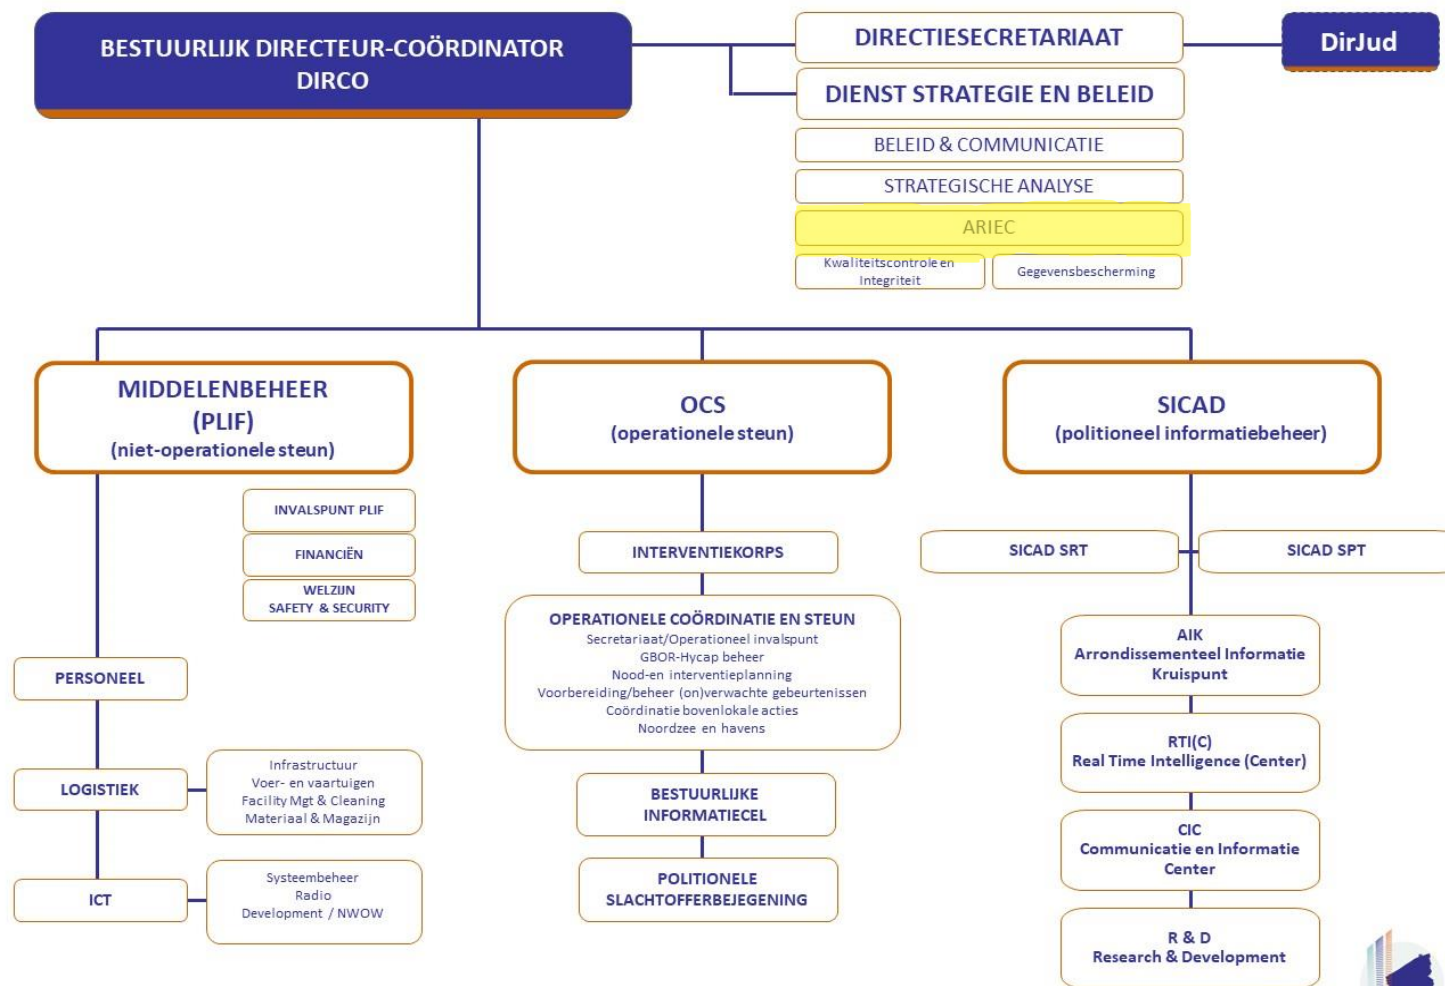 BESTUURLIJK DIRECTEUR-COÖRDINATOR
DIRCO
DIRECTIESECRETARIAAT
DirJud
DIENST STRATEGIE EN BELEID
BELEID & COMMUNICATIE
STRATEGISCHE ANALYSE
ARIEC
Kwaliteitscontrole en
Integriteit
Gegevensbescherming
MIDDELENBEHEER
(PLIF)
(niet-operationele steun)
INVALSPUNT PLIF
FINANCIËN
WELZIJN
SAFETY & SECURITY
PERSONEEL
LOGISTIEK
Infrastructuur
Voer- en vaartuigen
Facility Mgt & Cleaning
Materiaal & Magazijn
ICT
Systeembeheer
Radio
Development / NWOW
OCS
(operationele steun)
INTERVENTIEKORPS
OPERATIONELE COÖRDINATIE EN STEUN
Secretariaat/Operationeel invalspunt
GBOR-Hycap beheer
Nood-en interventieplanning
Voorbereiding/beheer (on)verwachte gebeurtenissen
Coördinatie bovenlokale acties
Noordzee en havens
BESTUURLIJKE
INFORMATIECEL
POLITIONELE
SLACHTOFFERBEJEGENING
SICAD
(politioneel informatiebeheer)
SICAD SRT
SICAD SPT
AIK
Arrondissementeel Informatie
Kruispunt
RTI(C)
Real Time Intelligence (Center)
CIC
Communicatie en Informatie
Center
R & D
Research & Development